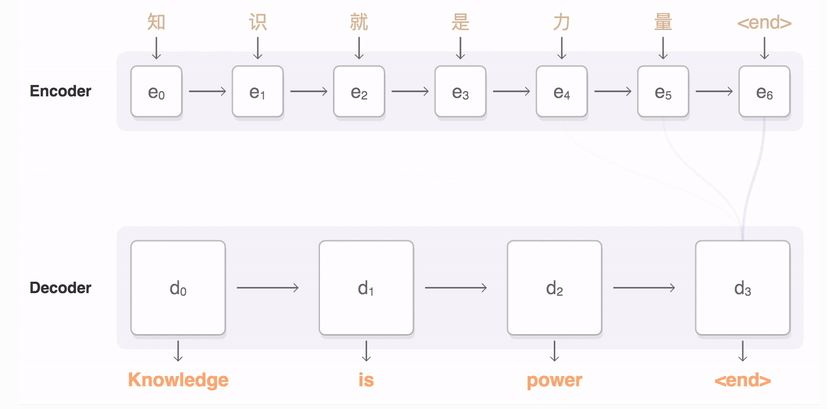 知 识 就 是 力 量 <end>
Encoder e₀ e₁ e₂ e₃ e₄ e₅ e₆
Decoder d₀ d₁ d₂ d₃
Knowledge is power <end>